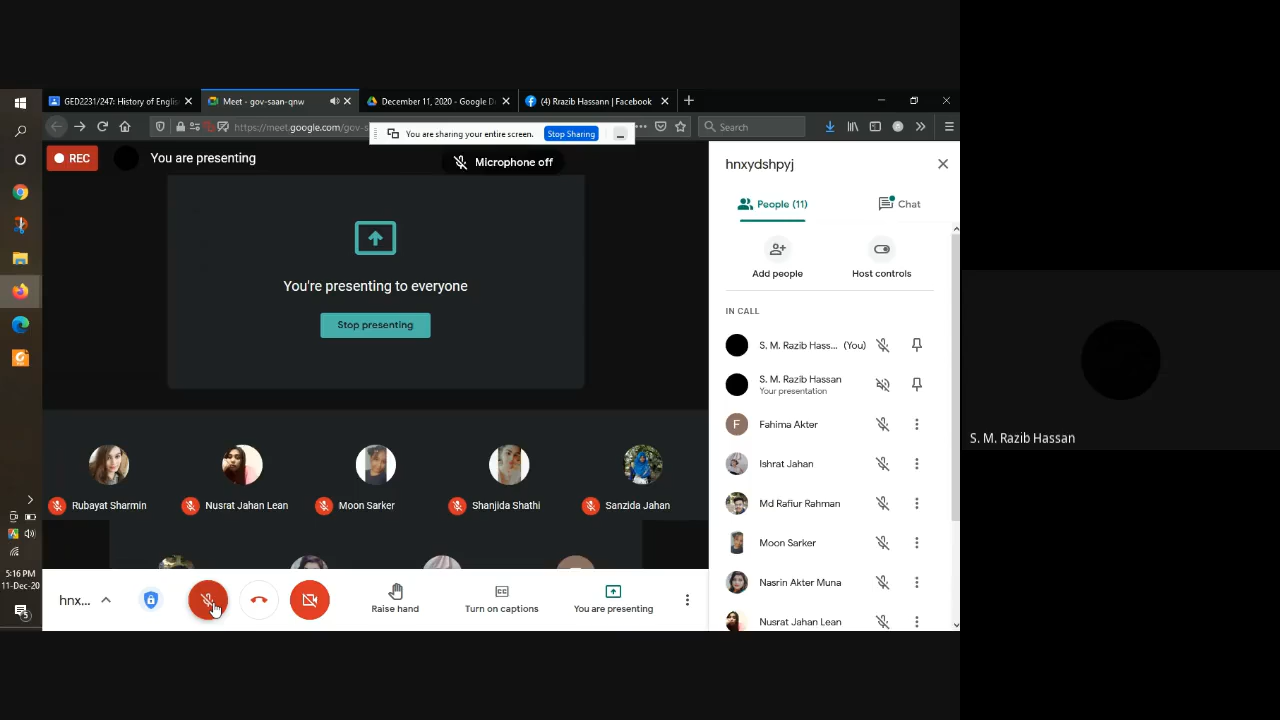 GED2231/247: History of Englis
Meet - gov-saan-qnw
December 11, 2020 - Google D
(4) Rrazib Hassann | Facebook
https://meet.google.com/gov-s
You are sharing your entire screen.
Stop Sharing
Search
REC
You are presenting
Microphone off
hnxydshpyj
People (11)
Chat
You're presenting to everyone
Stop presenting
Add people
Host controls
IN CALL
S. M. Razib Hass... (You)
S. M. Razib Hassan
Your presentation
Fahima Akter
Ishrat Jahan
Md Rafiur Rahman
Moon Sarker
Nasrin Akter Muna
Nusrat Jahan Lean
Rubayat Sharmin
Nusrat Jahan Lean
Moon Sarker
Shanjida Shathi
Sanzida Jahan
F
S. M. Razib Hassan
5:16 PM
11-Dec-20
5
hnx...
Raise hand
Turn on captions
You are presenting